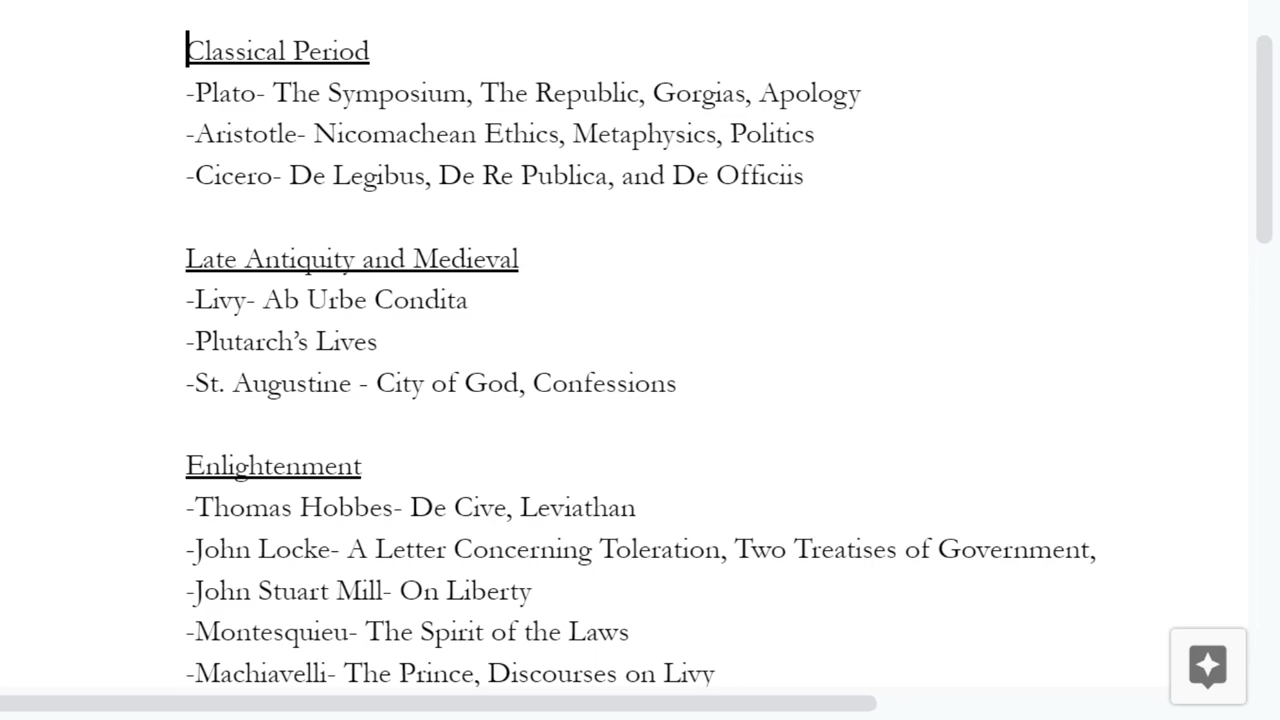 Classical Period
-Plato- The Symposium, The Republic, Gorgias, Apology
-Aristotle- Nicomachean Ethics, Metaphysics, Politics
-Cicero- De Legibus, De Re Publica, and De Officiis
Late Antiquity and Medieval
-Livy- Ab Urbe Condita
-Plutarch’s Lives
-St. Augustine - City of God, Confessions
Enlightenment
-Thomas Hobbes- De Cive, Leviathan
-John Locke- A Letter Concerning Toleration, Two Treatises of Government,
-John Stuart Mill- On Liberty
-Montesquieu- The Spirit of the Laws
-Machiavelli- The Prince, Discourses on Livy